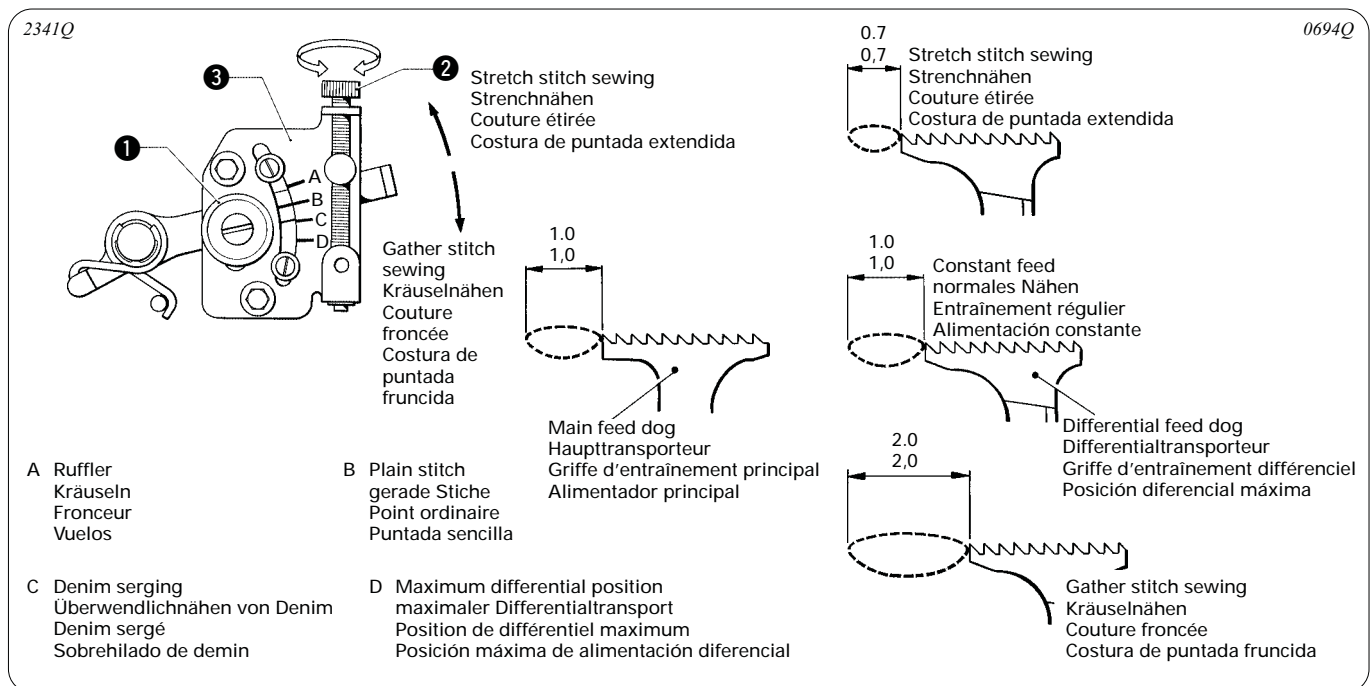 2341Q
0694Q
3
2
1
A
B
C
D
Stretch stitch sewing
Strenchnähen
Couture étirée
Costura de puntada extendida
Gather stitch
sewing
Kräuselnähen
Couture
froncée
Costura de
puntada
fruncida
1.0
1,0
Main feed dog
Haupttransporteur
Griffe d'entraînement principal
Alimentador principal
0.7
0,7
Stretch stitch sewing
Strenchnähen
Couture étirée
Costura de puntada extendida
1.0
1,0
Constant feed
normales Nähen
Entraînement régulier
Alimentación constante
Differential feed dog
Differentialtransporteur
Griffe d'entraînement différenciel
Posición diferencial máxima
2.0
2,0
Gather stitch sewing
Kräuselnähen
Couture froncée
Costura de puntada fruncida
A Ruffler
Kräuseln
Fronceur
Vuelos
B Plain stitch
gerade Stiche
Point ordinaire
Puntada sencilla
C Denim serging
Überwendlichnähen von Denim
Denim sergé
Sobrehilado de demin
D Maximum differential position
maximaler Differentialtransport
Position de différentiel maximum
Posición máxima de alimentación diferencial